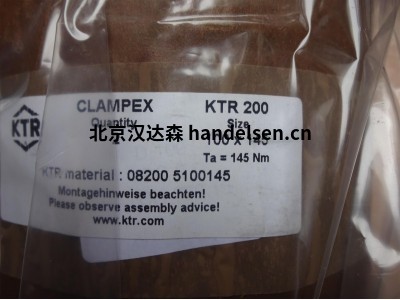 KTR
CLAMPEX KTR 200
Quantity Size
100 x 145
北京汉达森 handelsen.cn
Ta = 145 Nm
KTR material : 08200 5100145
Montagehinweise beachten!
Please observe assembly advice!
www.ktr.com